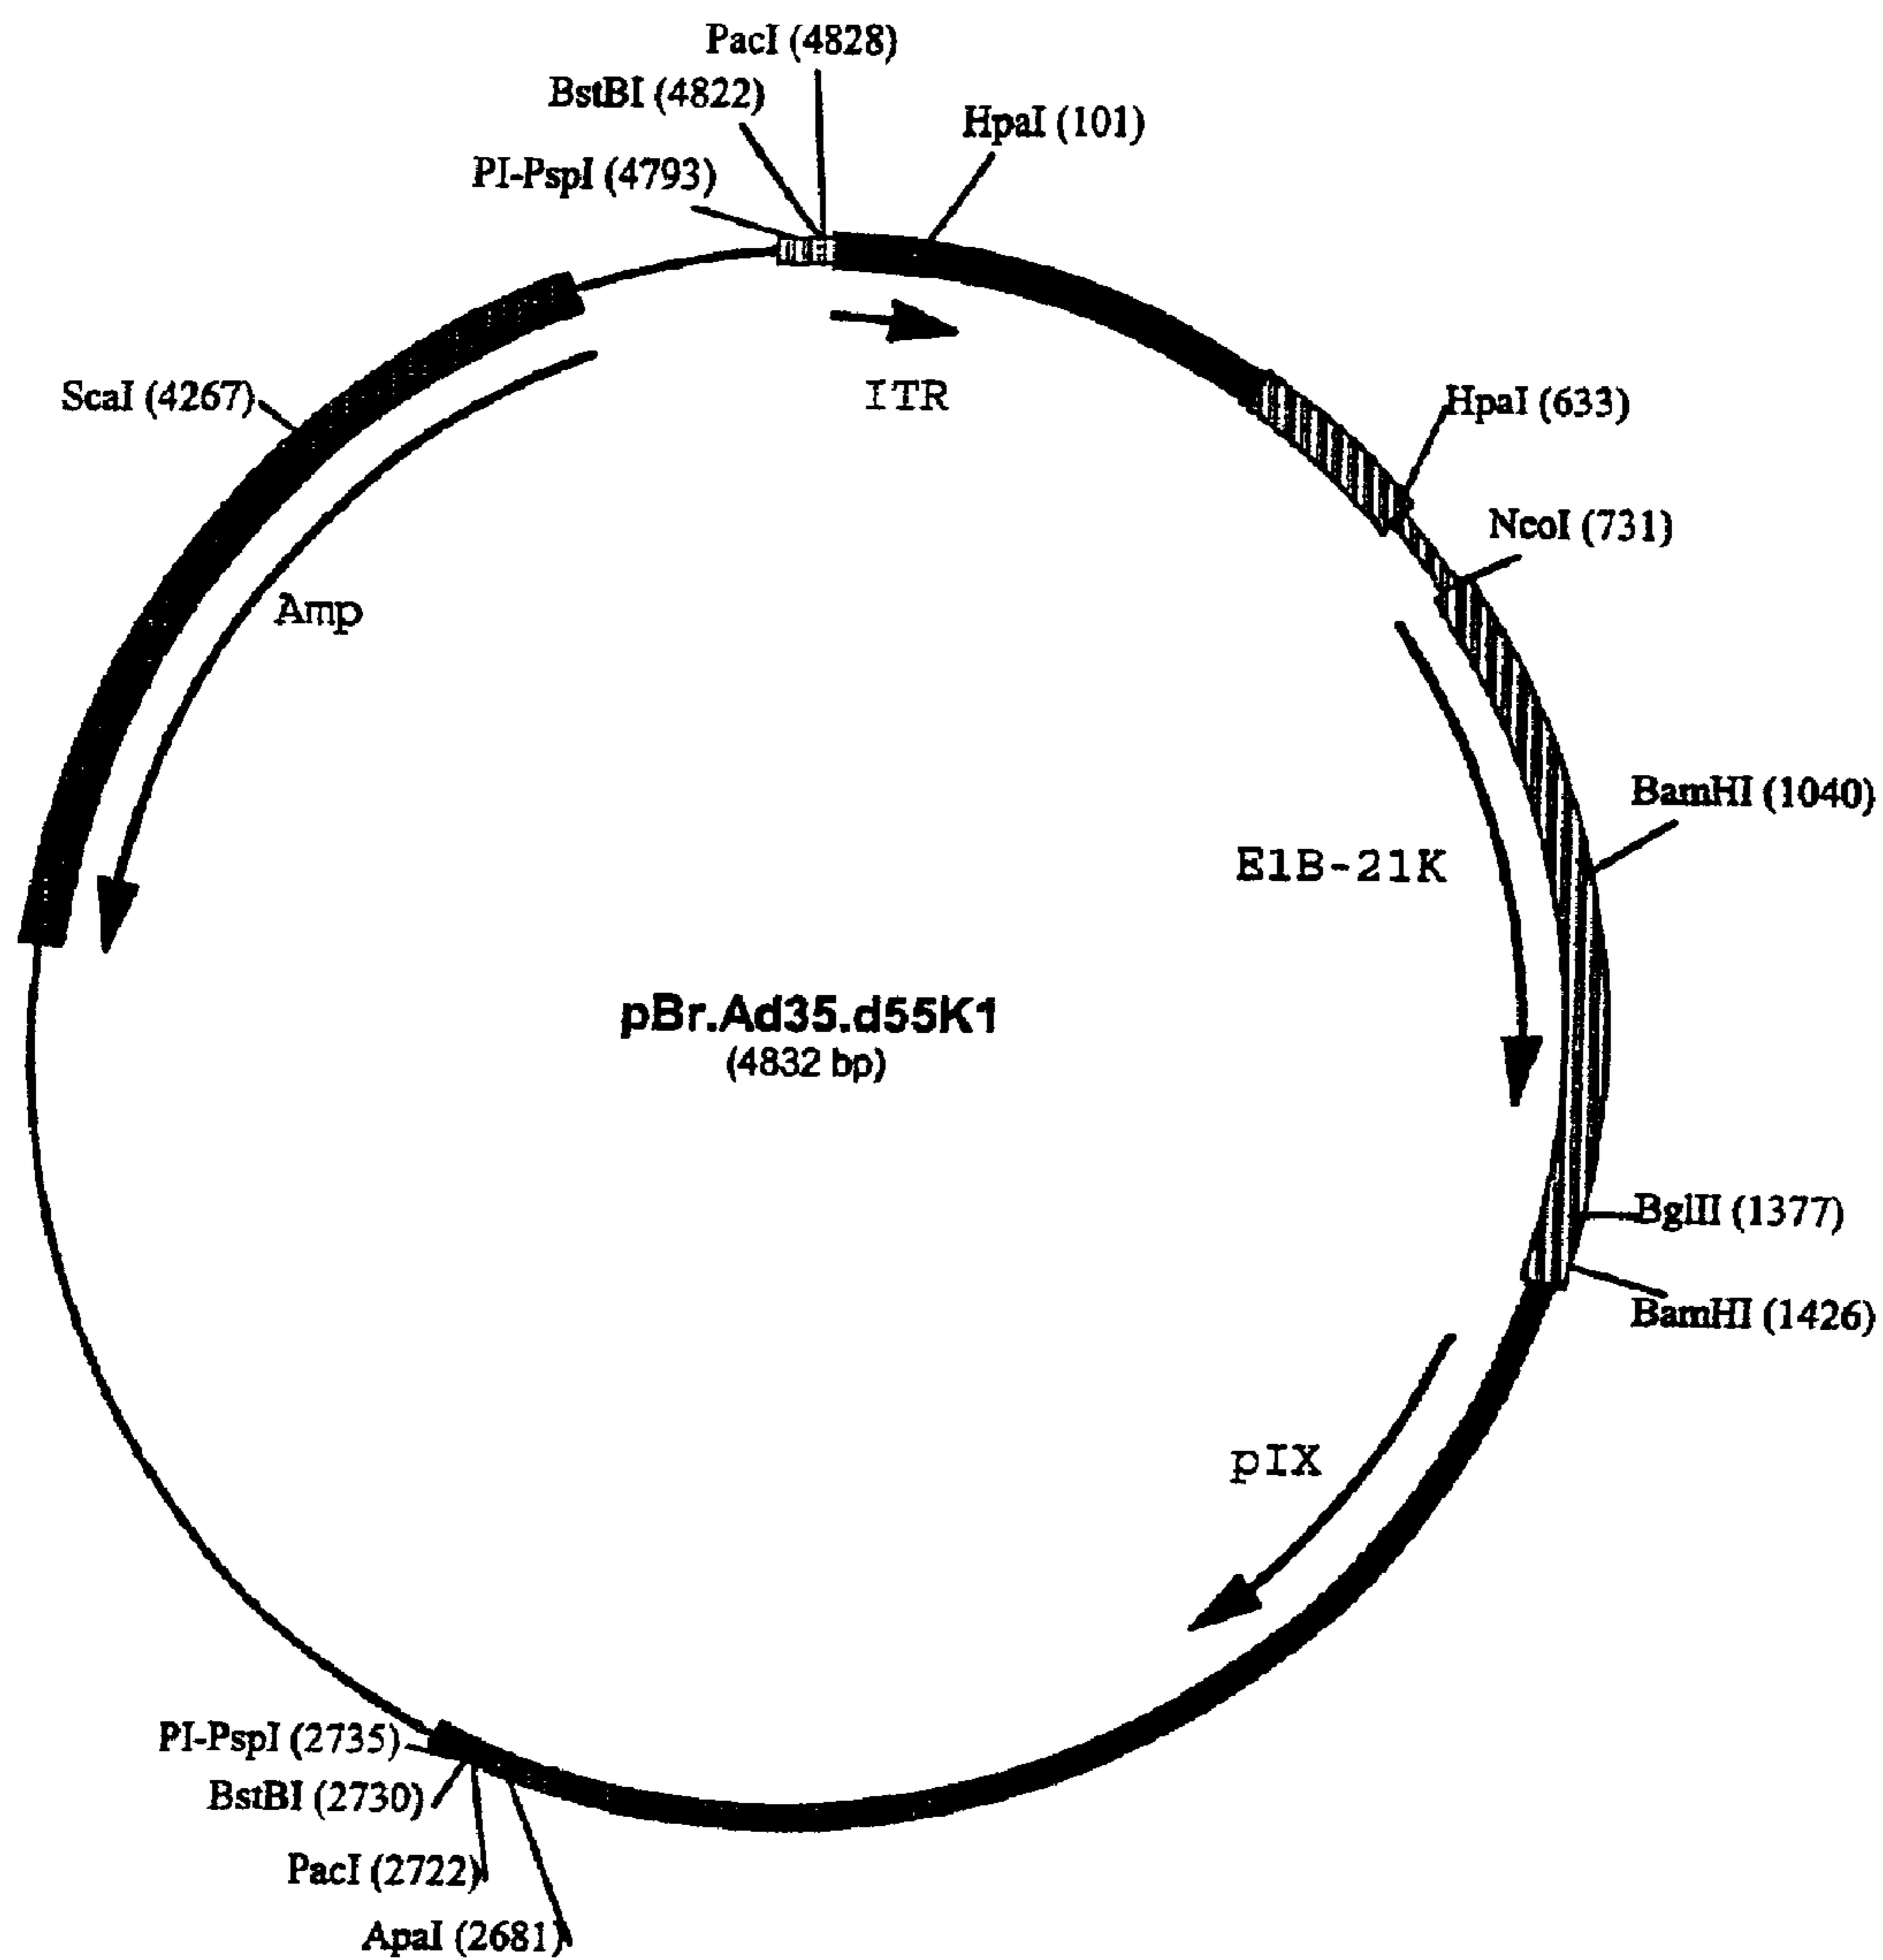 PacI (4828)
BstBI (4822)
HpaI (101)
PI-PspI (4793)
ScaI (4267)
ITR
HpaI (633)
NcoI (731)
Amp
BamHI (1040)
E1B-21K
pBr.Ad35.d55K1
(4832 bp)
BglII (1377)
BamHI (1426)
pIX
PI-PspI (2735)
BstBI (2730)
PacI (2722)
ApaI (2681)